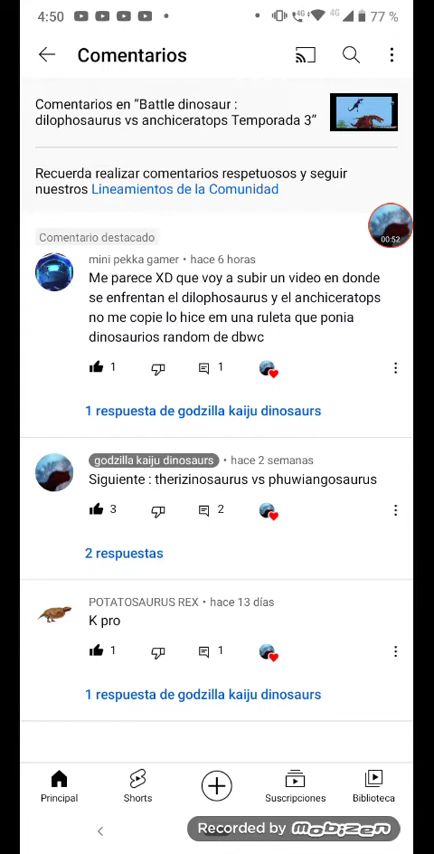 4:50
4G
4G
77 %
Comentarios
Comentarios en “Battle dinosaur :
dilophosaurus vs anchiceratops Temporada 3”
Recuerda realizar comentarios respetuosos y seguir
nuestros Lineamientos de la Comunidad
00:52
Comentario destacado
mini pekka gamer • hace 6 horas
Me parece XD que voy a subir un video en donde
se enfrentan el dilophosaurus y el anchiceratops
no me copie lo hice em una ruleta que ponia
dinosaurios random de dbwc
1 1
1 respuesta de godzilla kaiju dinosaurs
godzilla kaiju dinosaurs • hace 2 semanas
Siguiente : therizinosaurus vs phuwiangosaurus
3 2
2 respuestas
POTATOSAURUS REX • hace 13 días
K pro
1 1
1 respuesta de godzilla kaiju dinosaurs
Principal Shorts Suscripciones Biblioteca
Recorded by mobizen